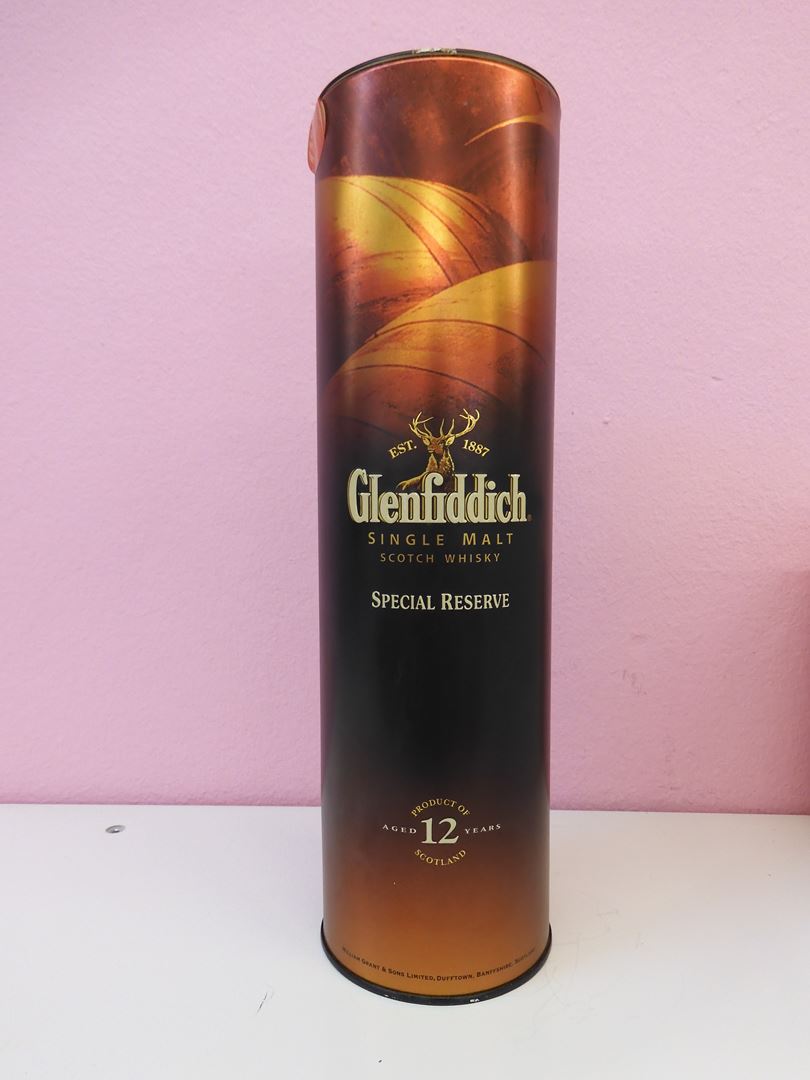 EST. 1887
Glenfiddich
SINGLE MALT
SCOTCH WHISKY
SPECIAL RESERVE
PRODUCT OF
AGED 12 YEARS
SCOTLAND
WILLIAM GRANT & SONS LIMITED, DUFFTOWN, BANFFSHIRE, SCOTLAND